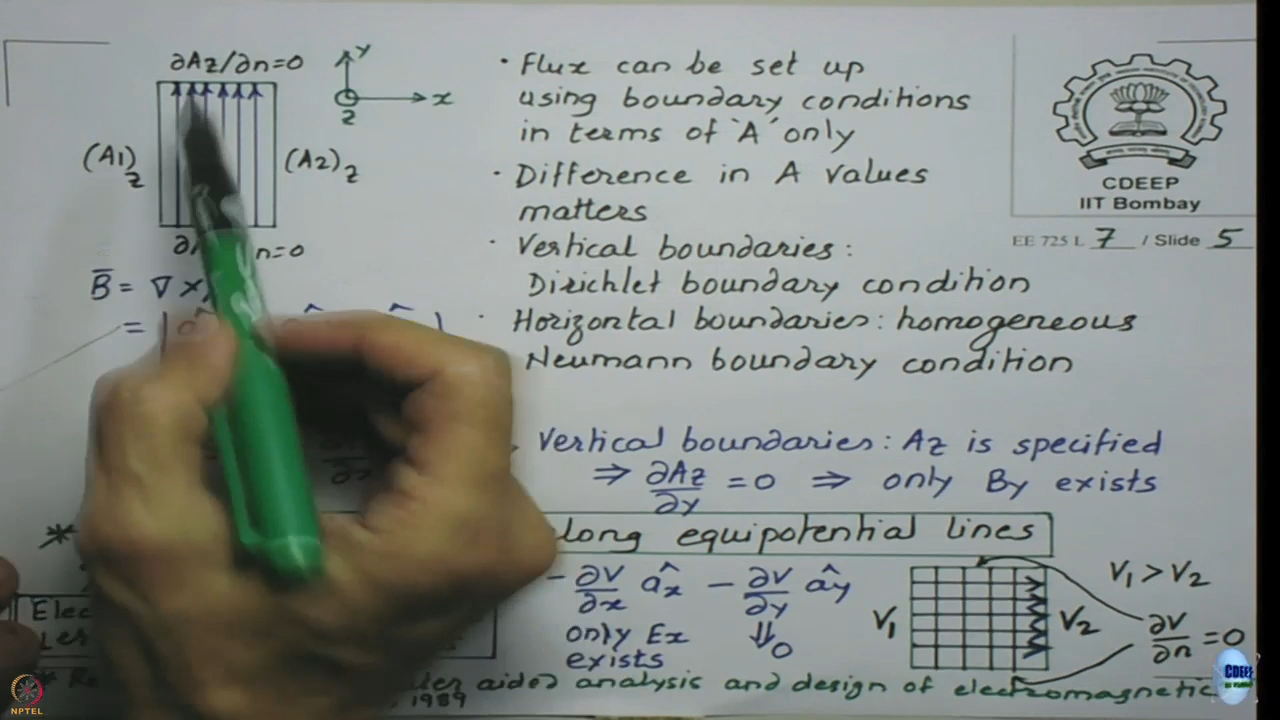 ∂Az/∂n=0
y
x
z
(A1)z
(A2)z
n=0
B̄ = ∇ ×
=
• Flux can be set up
using boundary conditions
in terms of 'A' only
• Difference in A values
matters
• Vertical boundaries:
Dirichlet boundary condition
• Horizontal boundaries: homogeneous
Neumann boundary condition
Vertical boundaries: Az is specified
⇒ ∂Az/∂y = 0 ⇒ only By exists
long equipotential lines
- ∂V/∂x âx - ∂V/∂y ây
only Ex
exists
⇓ 0
V1
V2
V1 > V2
∂V/∂n = 0
aided analysis and design of electromagnetic
1989
CDEEP
IIT Bombay
EE 725 L 7 / Slide 5
NPTEL
CDEEP